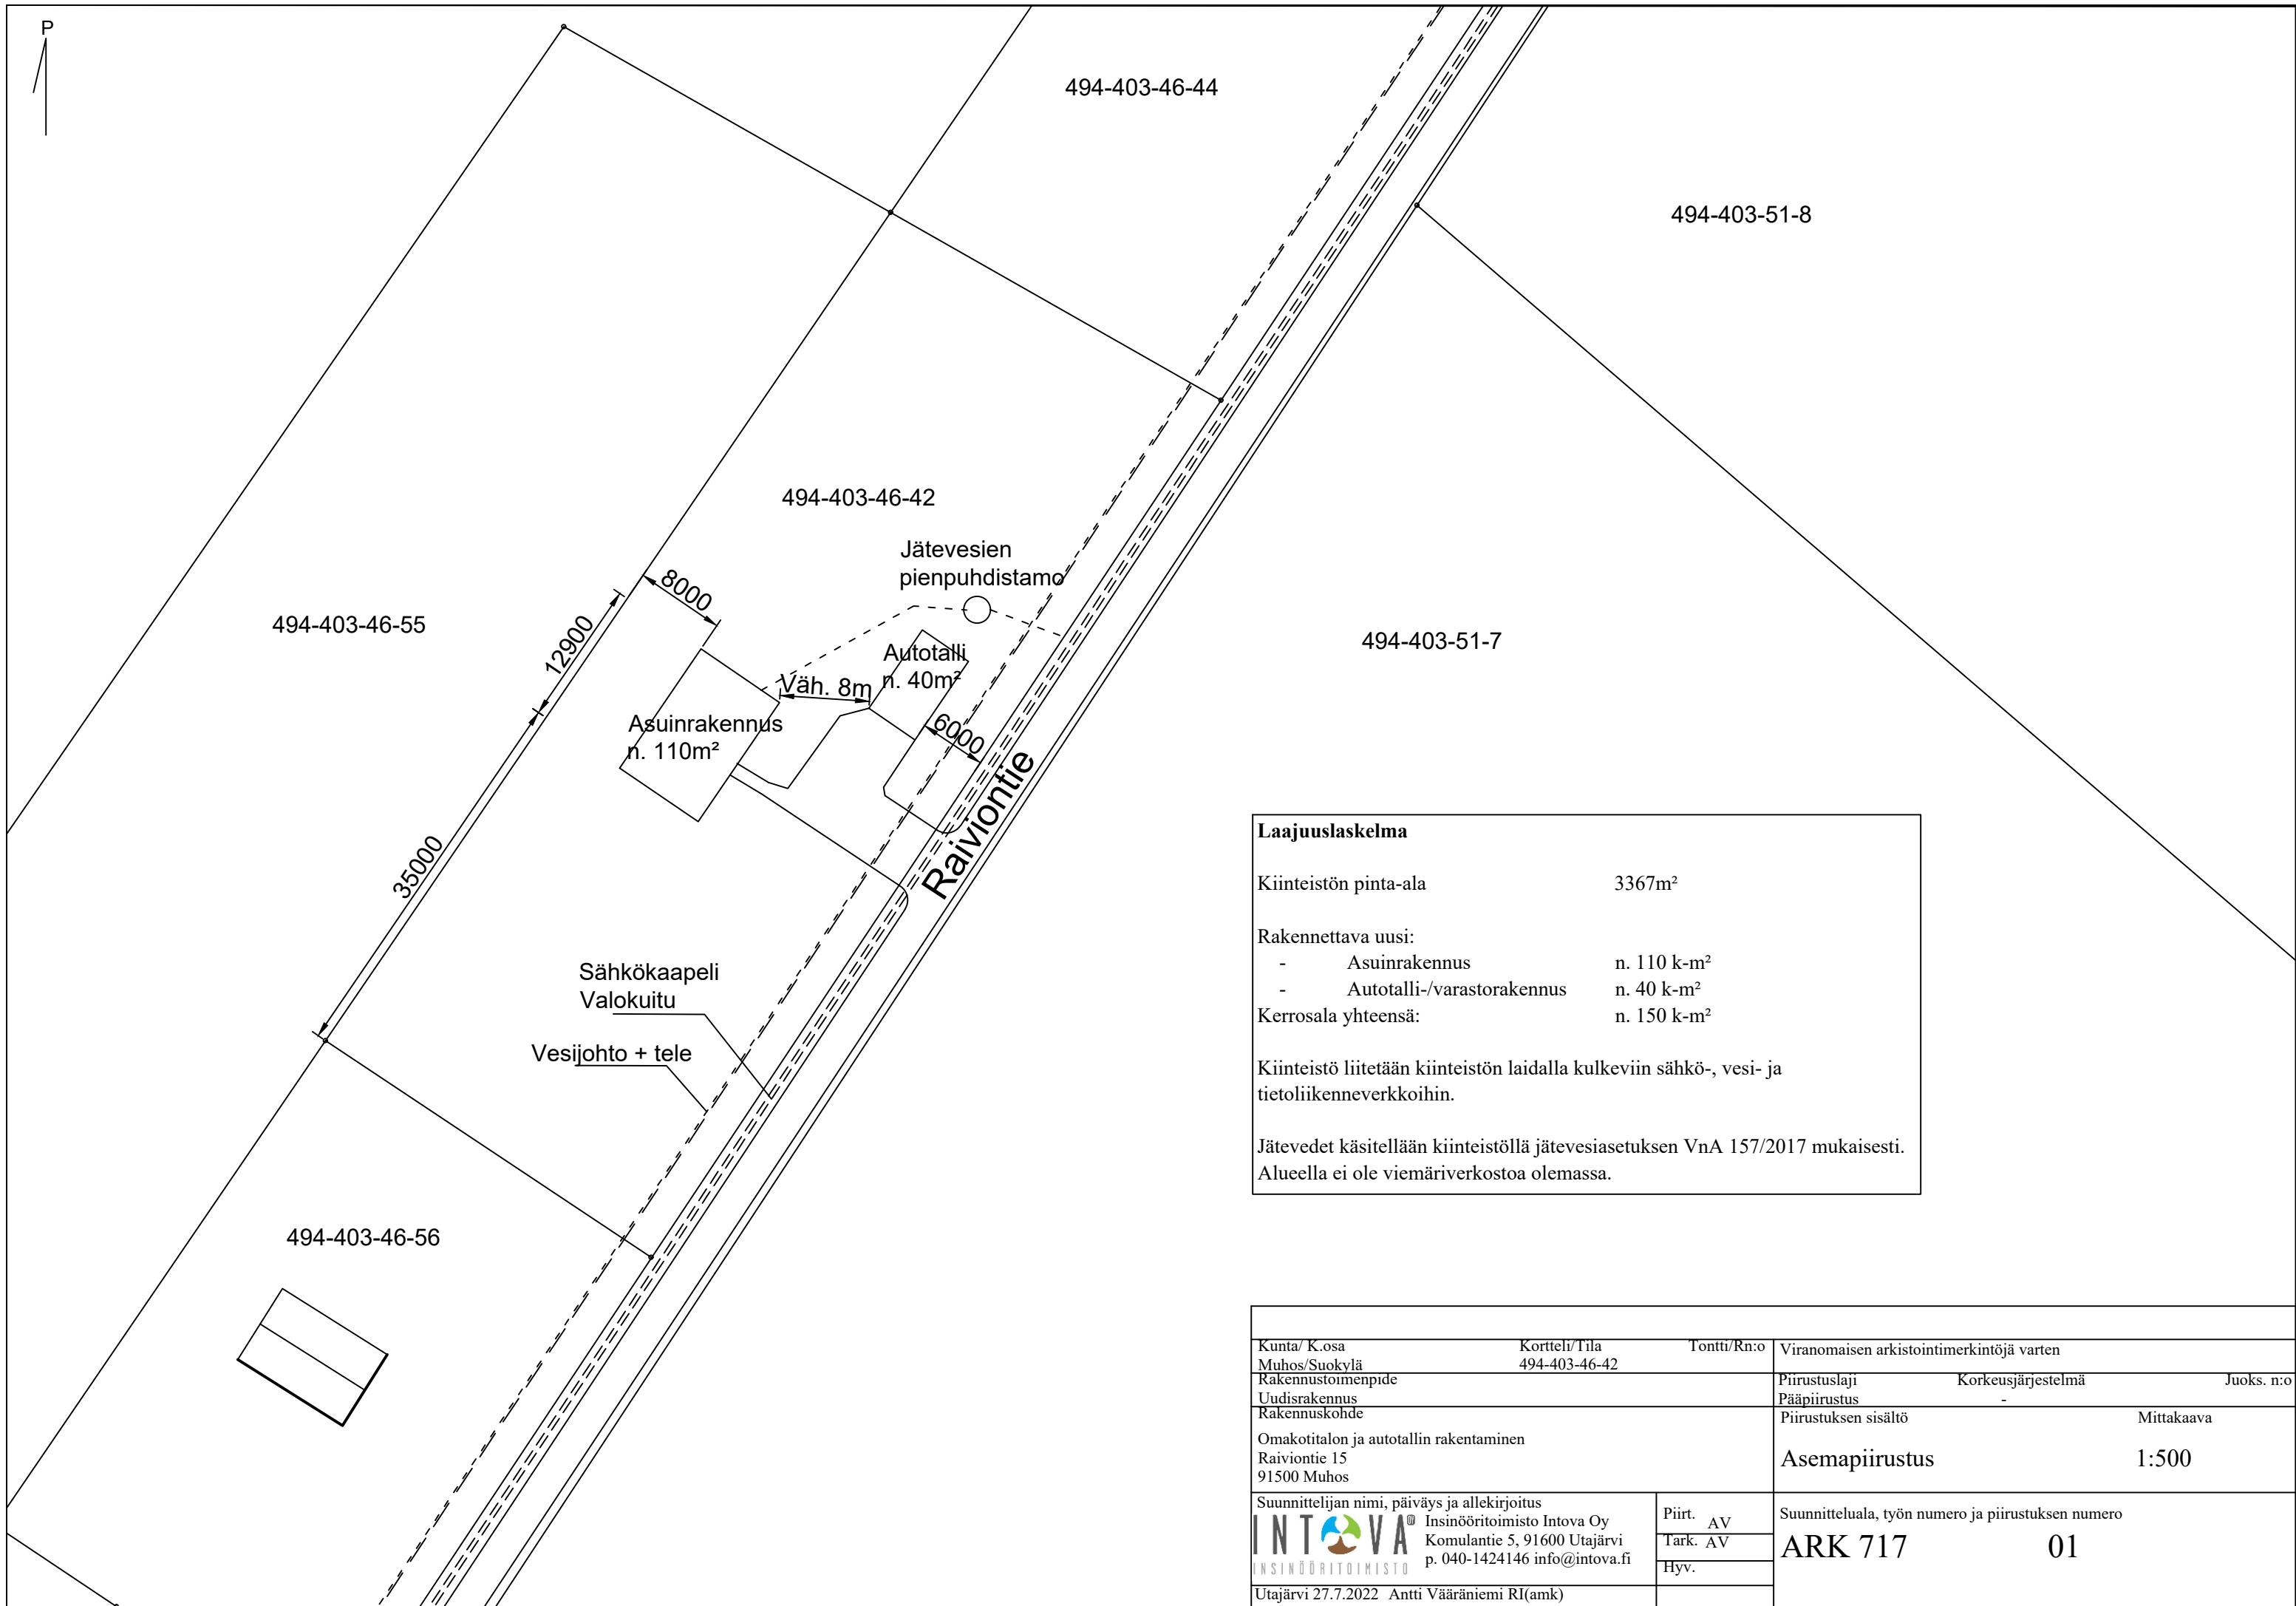 P
494-403-46-44
494-403-51-8
494-403-46-42
Jätevesien
pienpuhdistamo
8000
494-403-46-55
12900
494-403-51-7
Autotalli
n. 40m²
Väh. 8m
Asuinrakennus
n. 110m²
6000
Raiviontie
35000
Sähkökaapeli
Valokuitu
Vesijohto + tele
494-403-46-56
Laajuuslaskelma
Kiinteistön pinta-ala 3367m²
Rakennettava uusi:
- Asuinrakennus n. 110 k-m²
- Autotalli-/varastorakennus n. 40 k-m²
Kerrosala yhteensä: n. 150 k-m²
Kiinteistö liitetään kiinteistön laidalla kulkeviin sähkö-, vesi- ja
tietoliikenneverkkoihin.
Jätevedet käsitellään kiinteistöllä jätevesiasetuksen VnA 157/2017 mukaisesti.
Alueella ei ole viemäriverkostoa olemassa.
Kunta/ K.osa Kortteli/Tila Tontti/Rn:o
Muhos/Suokylä 494-403-46-42
Viranomaisen arkistointimerkintöjä varten
Rakennustoimenpide
Uudisrakennus
Piirustuslaji Korkeusjärjestelmä Juoks. n:o
Pääpiirustus -
Rakennuskohde
Omakotitalon ja autotallin rakentaminen
Raiviontie 15
91500 Muhos
Piirustuksen sisältö Mittakaava
Asemapiirustus 1:500
Suunnittelijan nimi, päiväys ja allekirjoitus
INTOVA
INSINÖÖRITOIMISTO
Insinööritoimisto Intova Oy
Komulantie 5, 91600 Utajärvi
p. 040-1424146 info@intova.fi
Piirt. AV
Tark. AV
Hyv.
Suunnitteluala, työn numero ja piirustuksen numero
ARK 717 01
Utajärvi 27.7.2022 Antti Vääräniemi RI(amk)